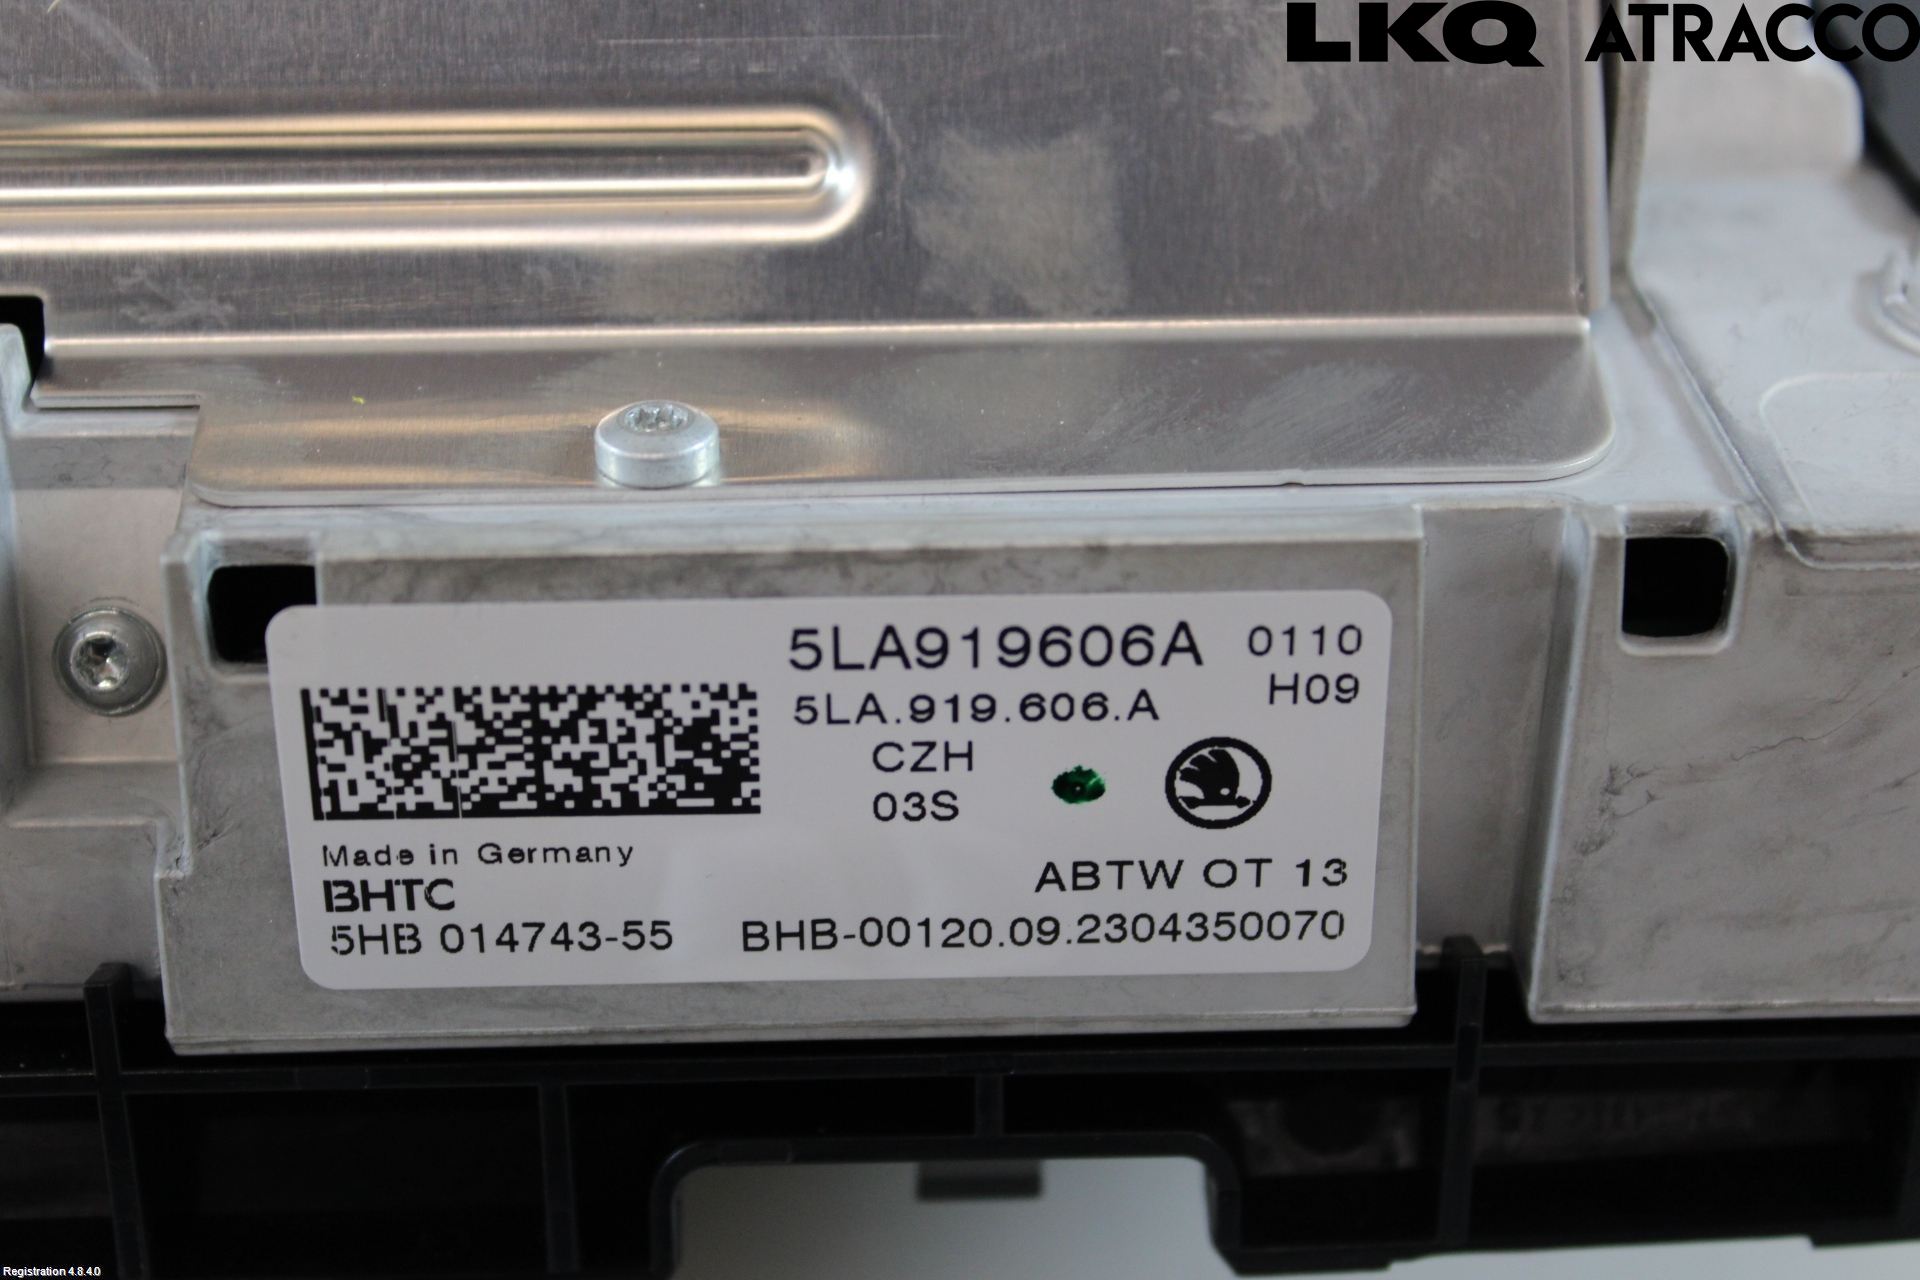 LKQ ATRACCO
5LA919606A 0110
5LA.919.606.A H09
CZH
03S
Made in Germany
BHTC
ABTW OT 13
5HB 014743-55 BHB-00120.09.2304350070
Registration 4.8.4.0